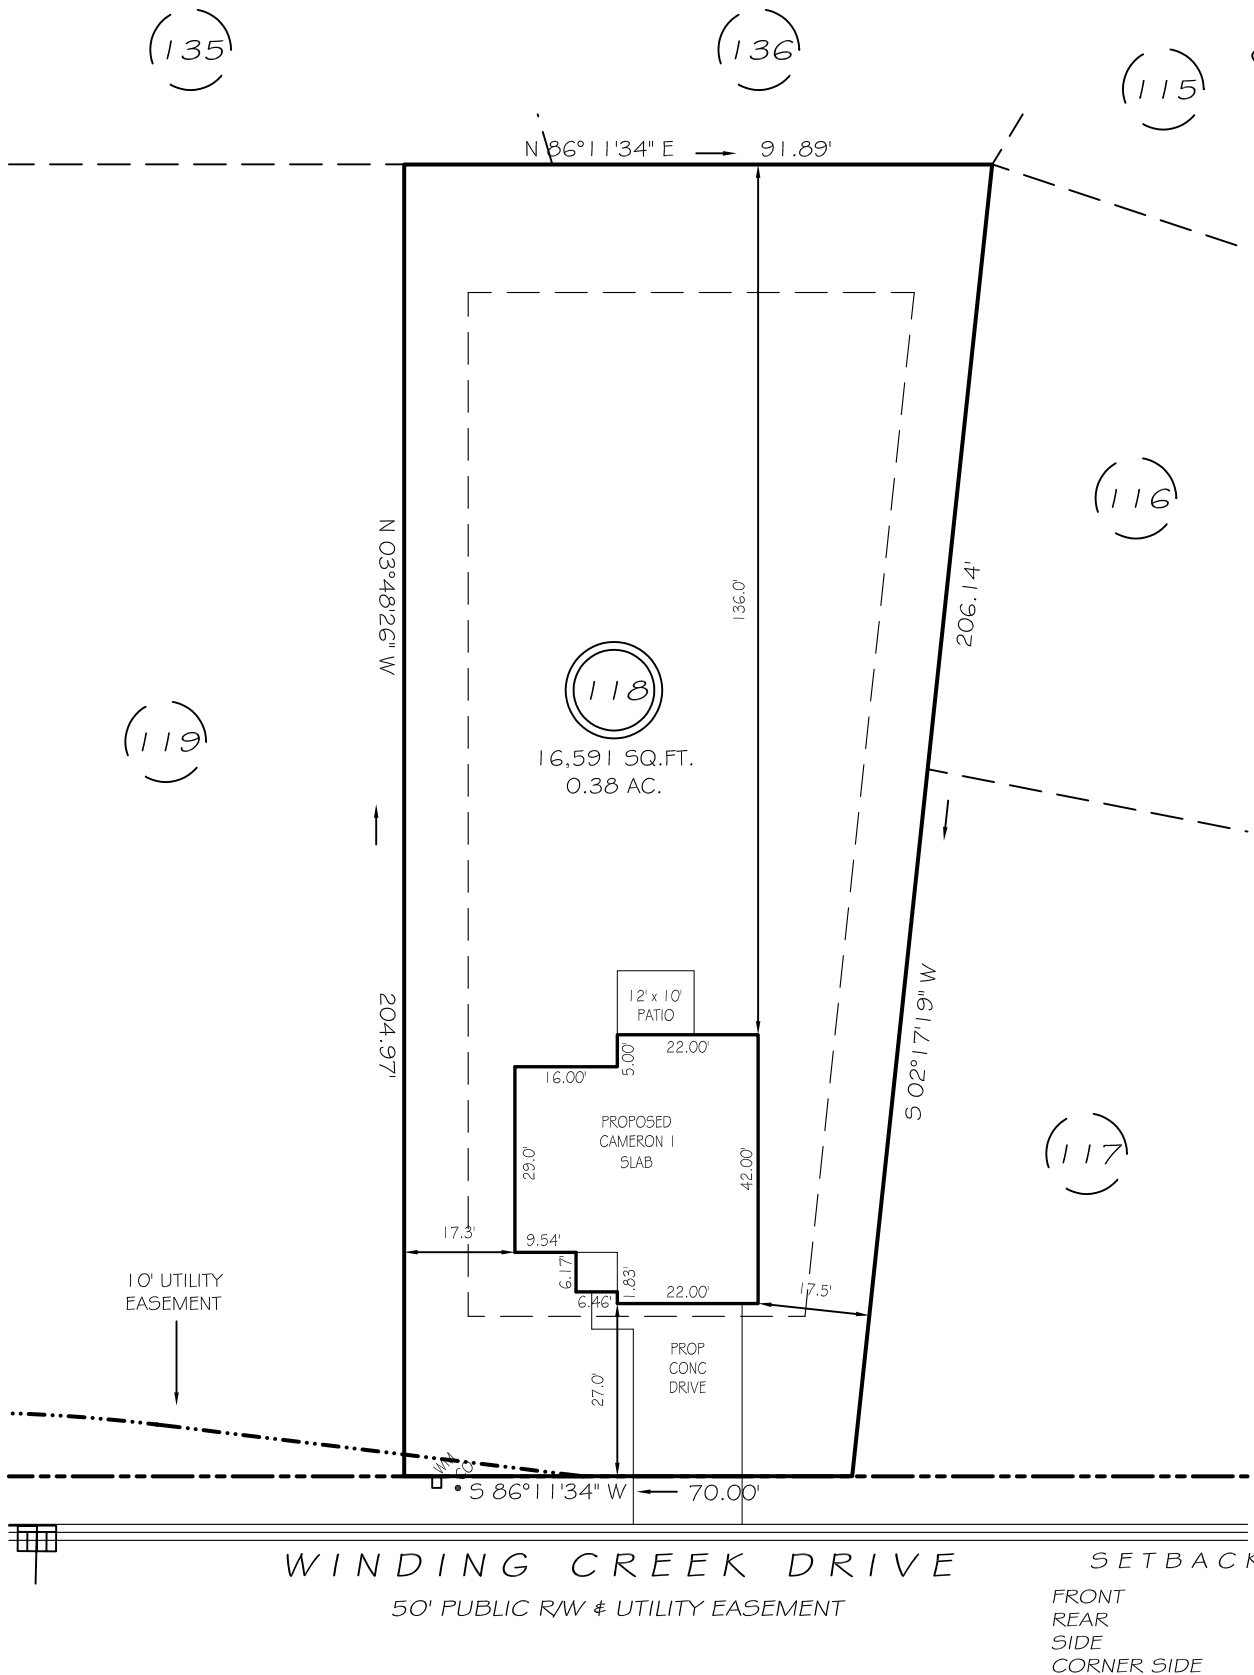 135
136
115
N 86°11'34" E
91.89'
116
N 03°48'26" W
136.0'
206.14'
118
16,591 SQ.FT.
0.38 AC.
119
204.97'
S 02°17'19" W
12' x 10'
PATIO
22.00'
5.00'
16.00'
PROPOSED
CAMERON I
SLAB
29.0'
42.00'
117
17.3'
9.54'
6.17'
1.83'
6.46'
22.00'
17.5'
10' UTILITY
EASEMENT
PROP
CONC
DRIVE
27.0'
WM
CO
S 86°11'34" W
70.00'
WINDING CREEK DRIVE
50' PUBLIC R/W & UTILITY EASEMENT
SETBACK
FRONT
REAR
SIDE
CORNER SIDE